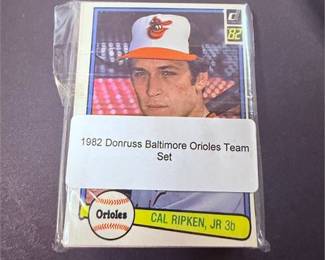 82
1982 Donruss Baltimore Orioles Team
Set
Orioles
CAL RIPKEN, JR 3b